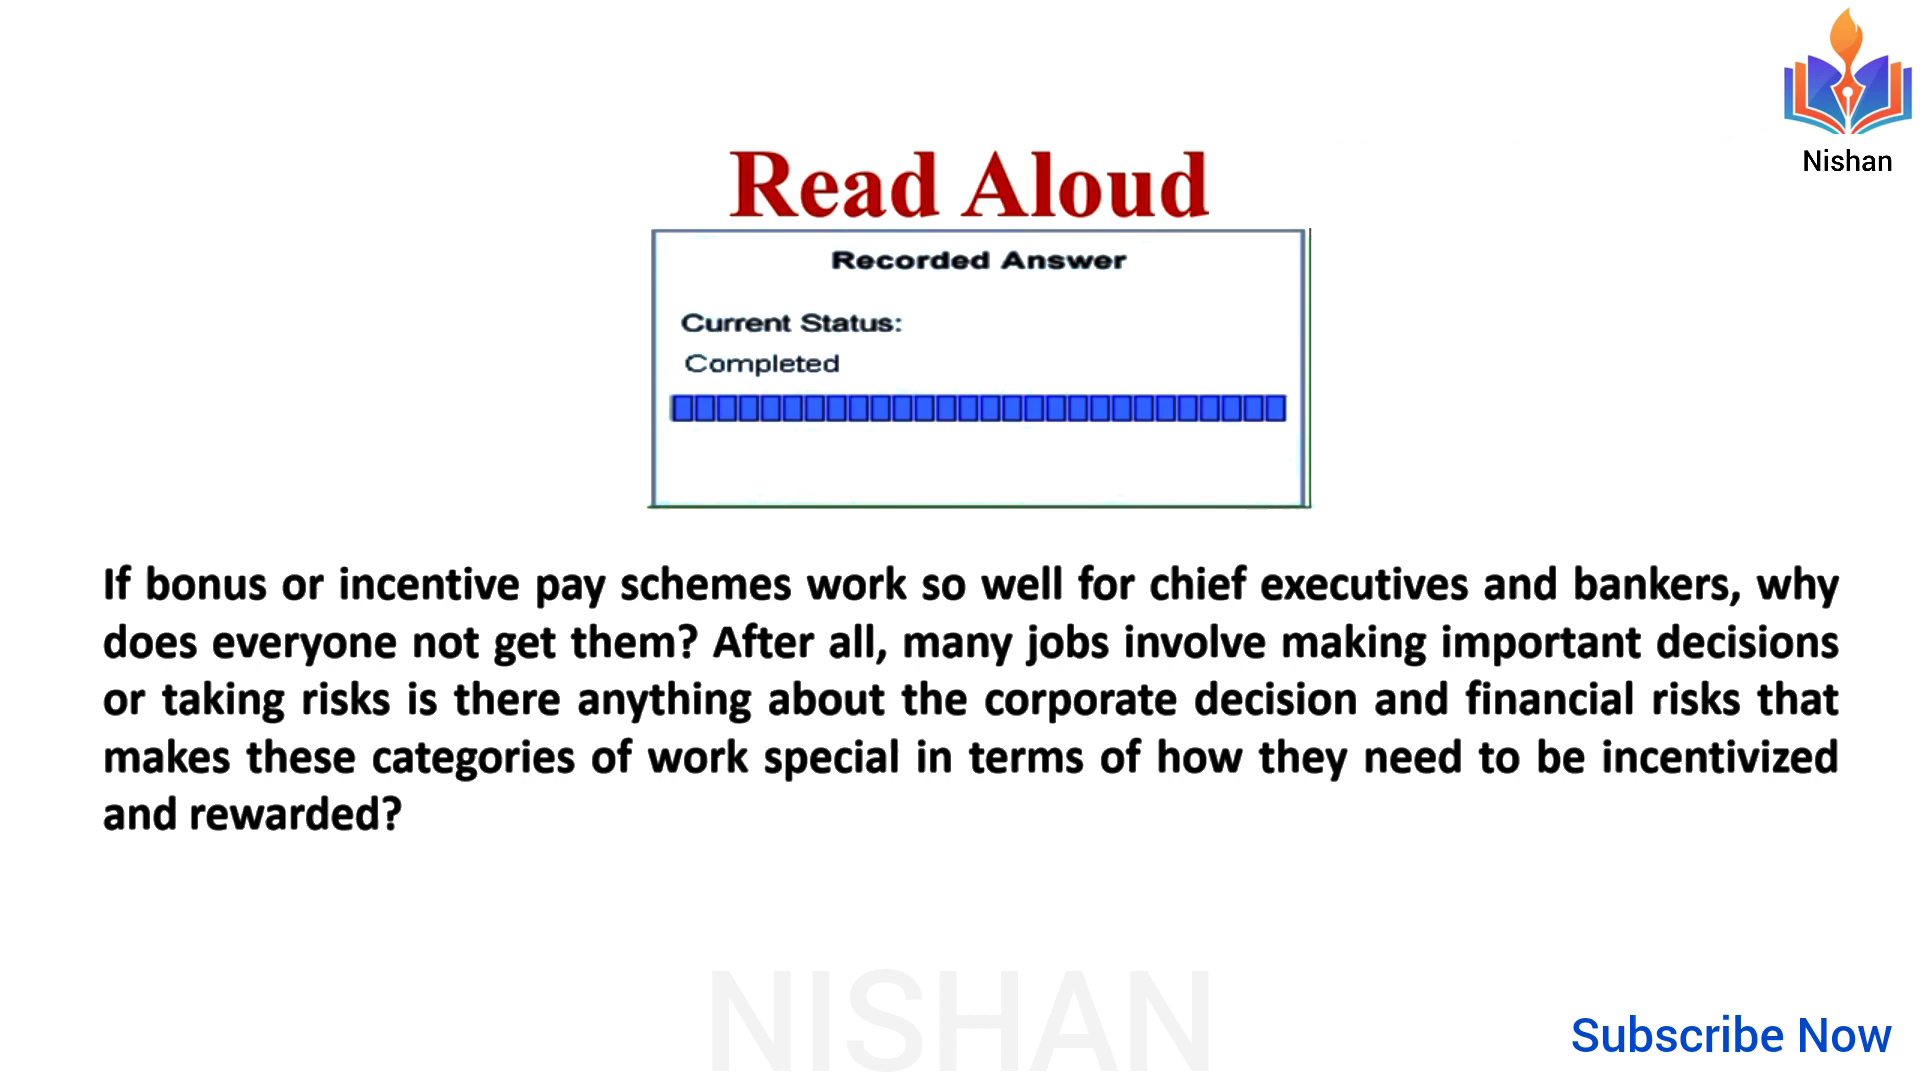 Nishan
Read Aloud
Recorded Answer
Current Status:
Completed
If bonus or incentive pay schemes work so well for chief executives and bankers, why
does everyone not get them? After all, many jobs involve making important decisions
or taking risks is there anything about the corporate decision and financial risks that
makes these categories of work special in terms of how they need to be incentivized
and rewarded?
NISHAN
Subscribe Now